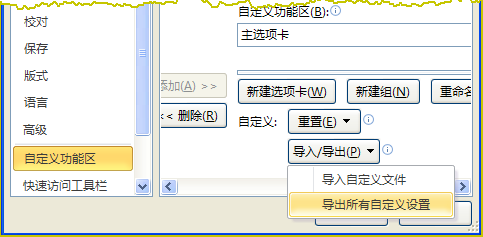 校对
保存
版式
语言
高级
自定义功能区
快速访问工具栏
自定义功能区(B):
主选项卡
添加(A) >>
<< 删除(R)
新建选项卡(W) 新建组(N) 重命名
自定义: 重置(E)
导入/导出(P)
导入自定义文件
导出所有自定义设置